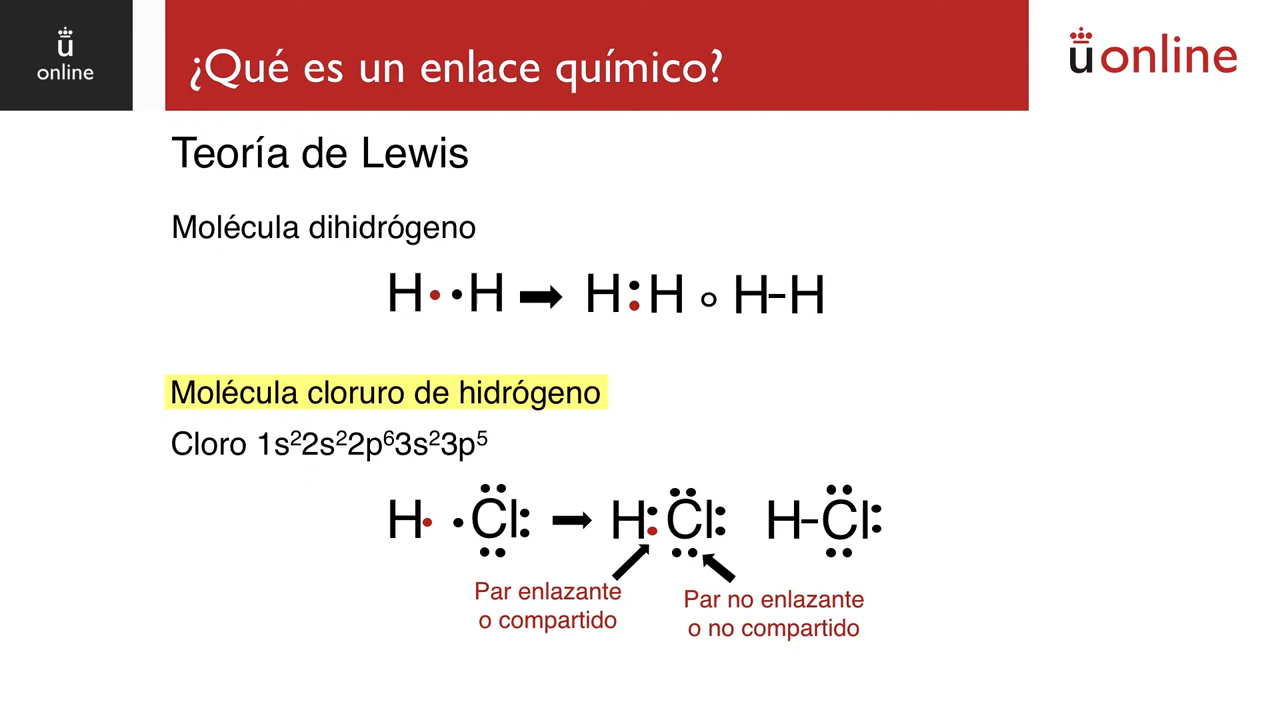 ü
online
¿Qué es un enlace químico?
üonline
Teoría de Lewis
Molécula dihidrógeno
H• •H ➡ H:H o H-H
Molécula cloruro de hidrógeno
Cloro 1s²2s²2p⁶3s²3p⁵
H• •Cl: ➡ H:Cl: H-Cl:
Par enlazante
o compartido
Par no enlazante
o no compartido